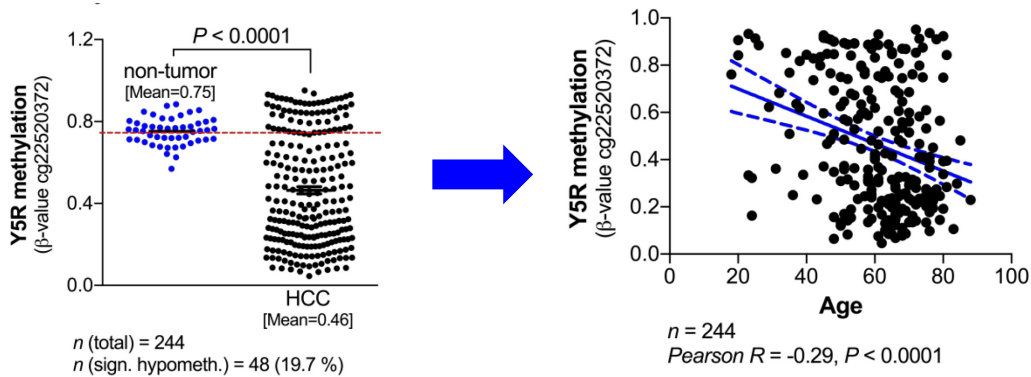 Y5R methylation
(β-value cg22520372)
1.2
0.8
0.4
0.0
P < 0.0001
non-tumor
[Mean=0.75]
HCC
[Mean=0.46]
n (total) = 244
n (sign. hypometh.) = 48 (19.7 %)
Y5R methylation
(β-value cg22520372)
1.0
0.8
0.6
0.4
0.2
0.0
0
20
40
60
80
100
Age
n = 244
Pearson R = -0.29, P < 0.0001